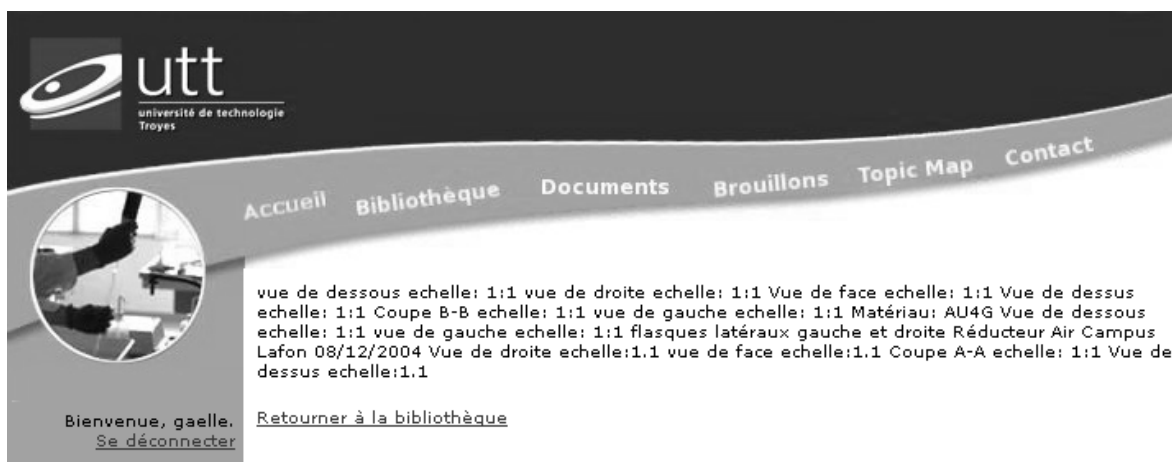 utt
université de technologie
Troyes
Accueil Bibliothèque Documents Brouillons Topic Map Contact
vue de dessous echelle: 1:1 vue de droite echelle: 1:1 Vue de face echelle: 1:1 Vue de dessus
echelle: 1:1 Coupe B-B echelle: 1:1 vue de gauche echelle: 1:1 Matériau: AU4G Vue de dessous
echelle: 1:1 vue de gauche echelle: 1:1 flasques latéraux gauche et droite Réducteur Air Campus
Lafon 08/12/2004 Vue de droite echelle:1.1 vue de face echelle:1.1 Coupe A-A echelle: 1:1 Vue de
dessus echelle:1.1
Retourner à la bibliothèque
Bienvenue, gaelle.
Se déconnecter